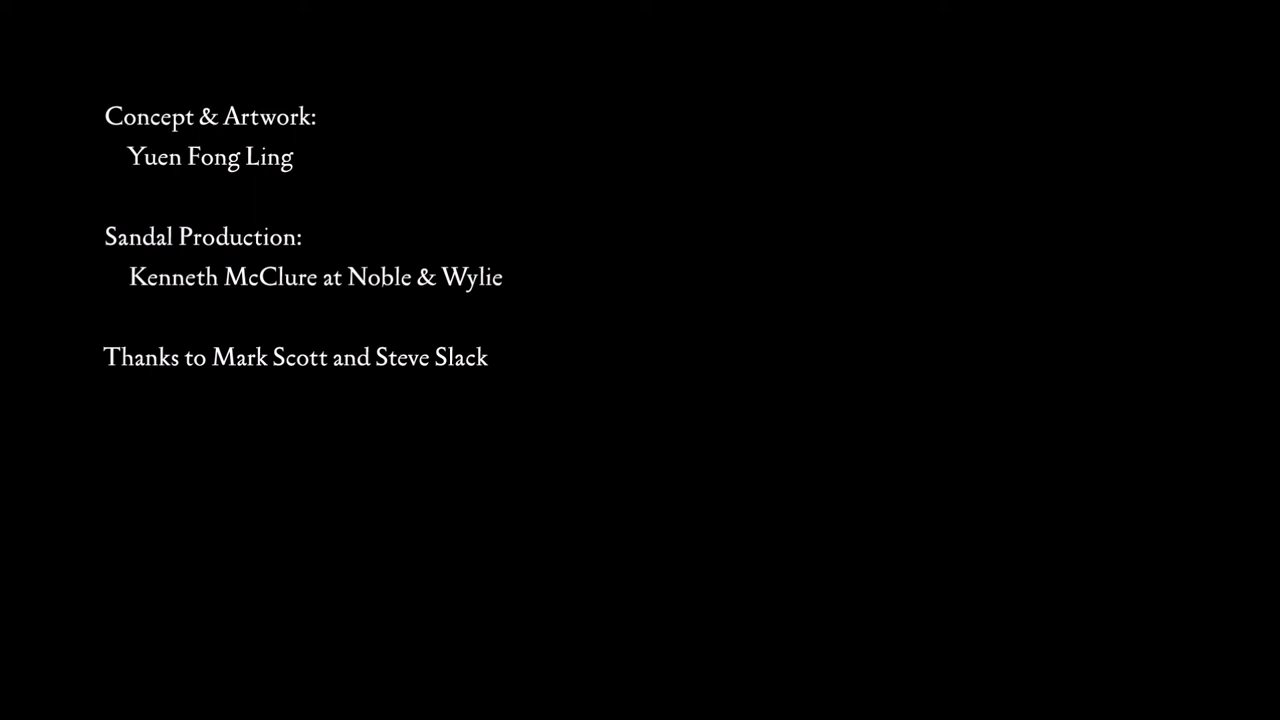 Concept & Artwork:
Yuen Fong Ling
Sandal Production:
Kenneth McClure at Noble & Wylie
Thanks to Mark Scott and Steve Slack